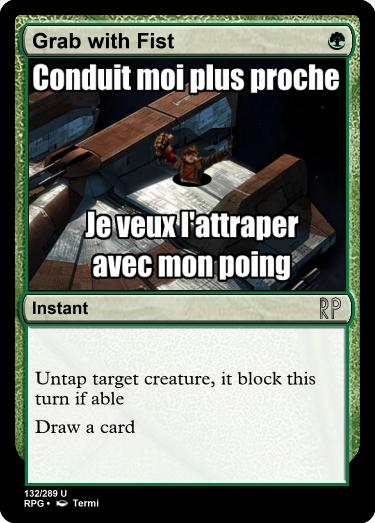 Grab with Fist
Conduit moi plus proche
Je veux l'attraper
avec mon poing
Instant
RP
Untap target creature, it block this
turn if able
Draw a card
132/289 U
RPG • Termi